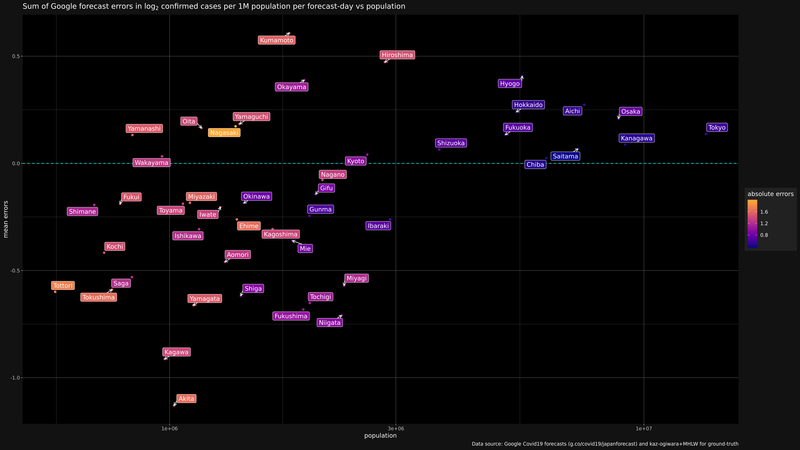 Sum of Google forecast errors in log2 confirmed cases per 1M population per forecast-day vs population
Kumamoto
0.5
Hiroshima
Okayama
Hyogo
Hokkaido
Aichi
Osaka
Oita
Yamaguchi
Yamanashi
Nagasaki
Fukuoka
Tokyo
Shizuoka
Kanagawa
0.0
Wakayama
Kyoto
Saitama
Chiba
Nagano
Gifu
Fukui
Miyazaki
Okinawa
Shimane
Toyama
Iwate
Gunma
Ehime
Ibaraki
Ishikawa
Kagoshima
mean errors
Kochi
Mie
Aomori
absolute errors
1.6
1.2
0.8
-0.5
Tottori
Saga
Miyagi
Tokushima
Yamagata
Shiga
Tochigi
Fukushima
Niigata
Kagawa
-1.0
Akita
1e+06
3e+06
1e+07
population
Data source: Google Covid19 forecasts (g.co/covid19/japanforecast) and kaz-ogiwara+MHLW for ground-truth